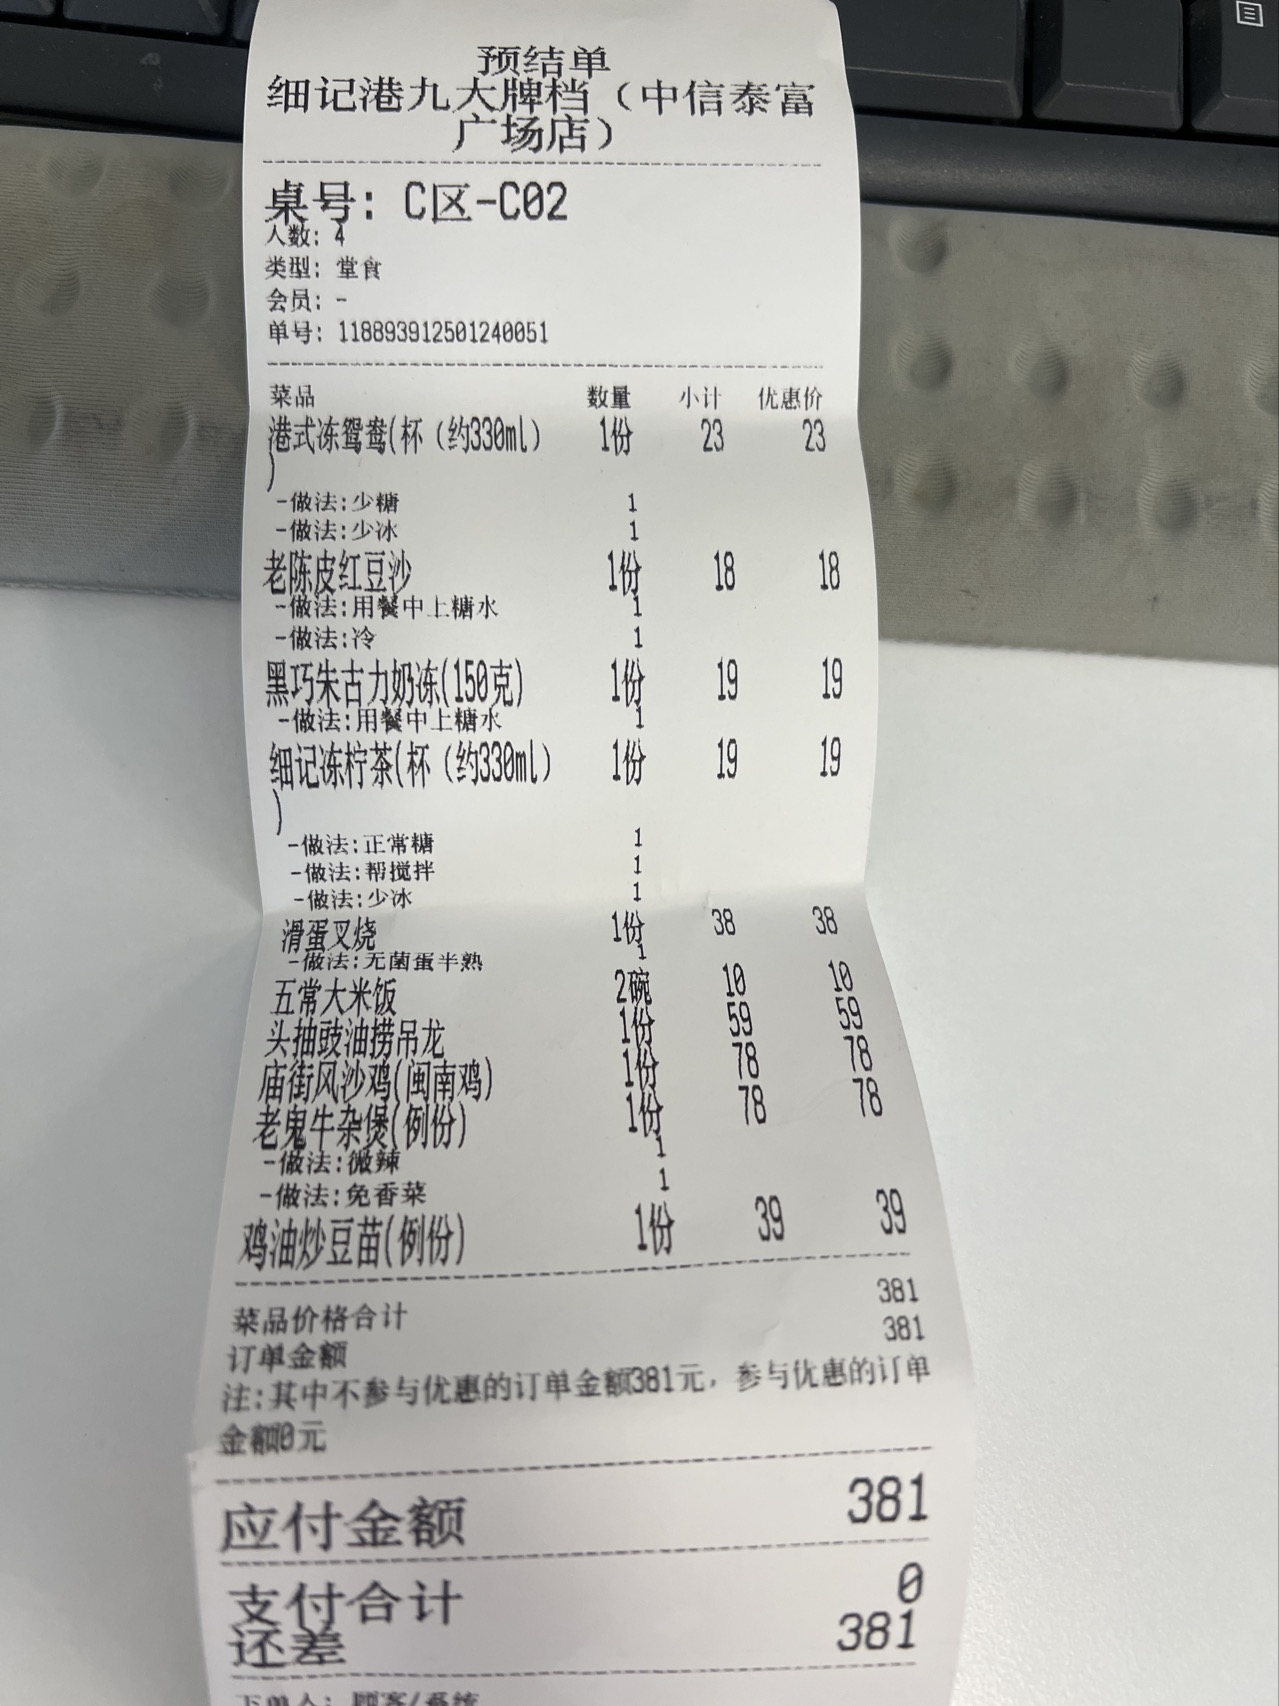 预结单
细记港九大牌档（中信泰富
广场店）
桌号: C区-C02
人数: 4
类型: 堂食
会员: -
单号: 118893912501240051
菜品 数量 小计 优惠价
港式冻鸳鸯(杯（约330ml） 1份 23 23
)
-做法:少糖 1
-做法:少冰 1
老陈皮红豆沙 1份 18 18
-做法:用餐中上糖水 1
-做法:冷 1
黑巧朱古力奶冻(150克) 1份 19 19
-做法:用餐中上糖水 1
细记冻柠茶(杯（约330ml） 1份 19 19
)
-做法:正常糖 1
-做法:帮搅拌 1
-做法:少冰 1
滑蛋叉烧 1份 38 38
-做法:无菌蛋半熟 1
五常大米饭 2碗 10 10
头抽豉油捞吊龙 1份 59 59
庙街风沙鸡(闽南鸡) 1份 78 78
老鬼牛杂煲(例份) 1份 78 78
-做法:微辣 1
-做法:免香菜 1
鸡油炒豆苗(例份) 1份 39 39
菜品价格合计 381
订单金额 381
注:其中不参与优惠的订单金额381元，参与优惠的订单
金额0元
应付金额 381
支付合计 0
还差 381
下单人: 顾客/系统